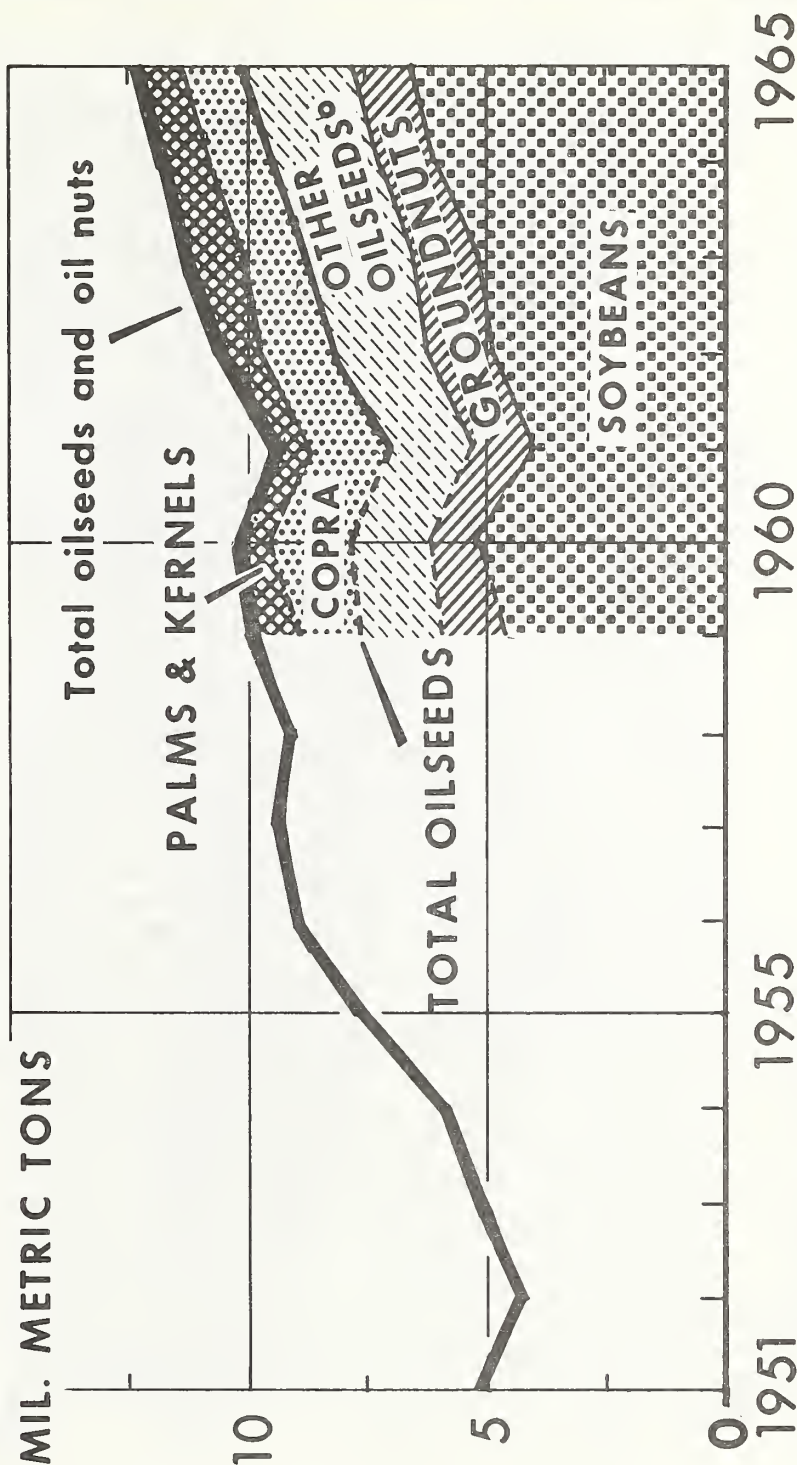 MIL. METRIC TONS
Total oilseeds and oil nuts
PALMS & KERNELS
COPRA
OTHER
OILSEEDSᵇ
TOTAL OILSEEDS
GROUNDNUTS
SOYBEANS
10
5
0
1951
1955
1960
1965